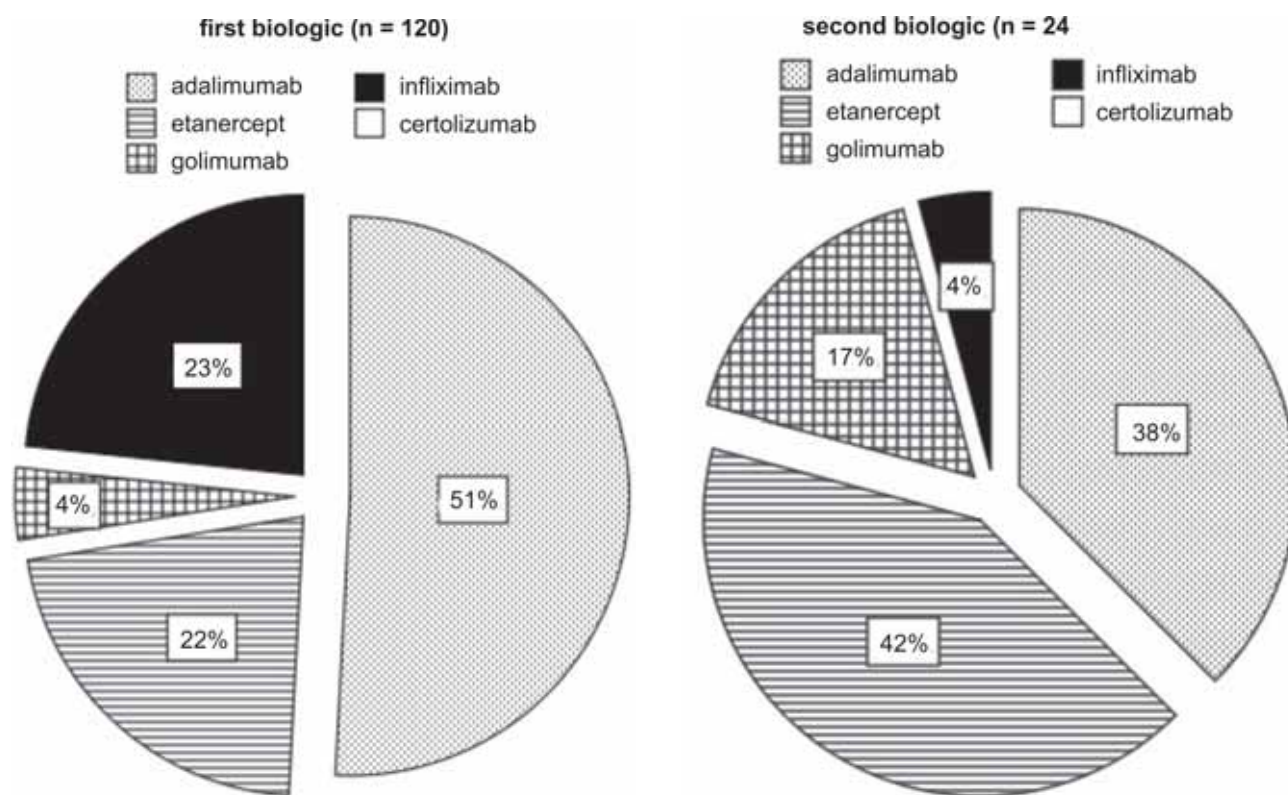 first biologic (n = 120)
adalimumab
infliximab
etanercept
certolizumab
golimumab
23%
4%
51%
22%
second biologic (n = 24
adalimumab
infliximab
etanercept
certolizumab
golimumab
4%
17%
38%
42%